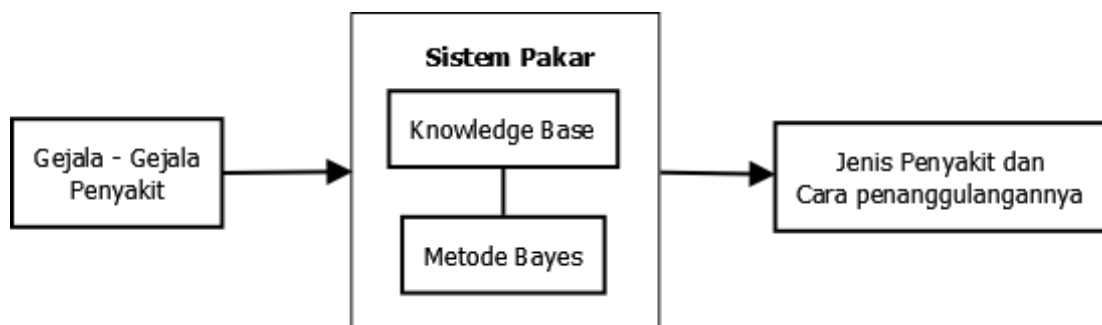 Gejala - Gejala
Penyakit
Sistem Pakar
Knowledge Base
Metode Bayes
Jenis Penyakit dan
Cara penanggulangannya